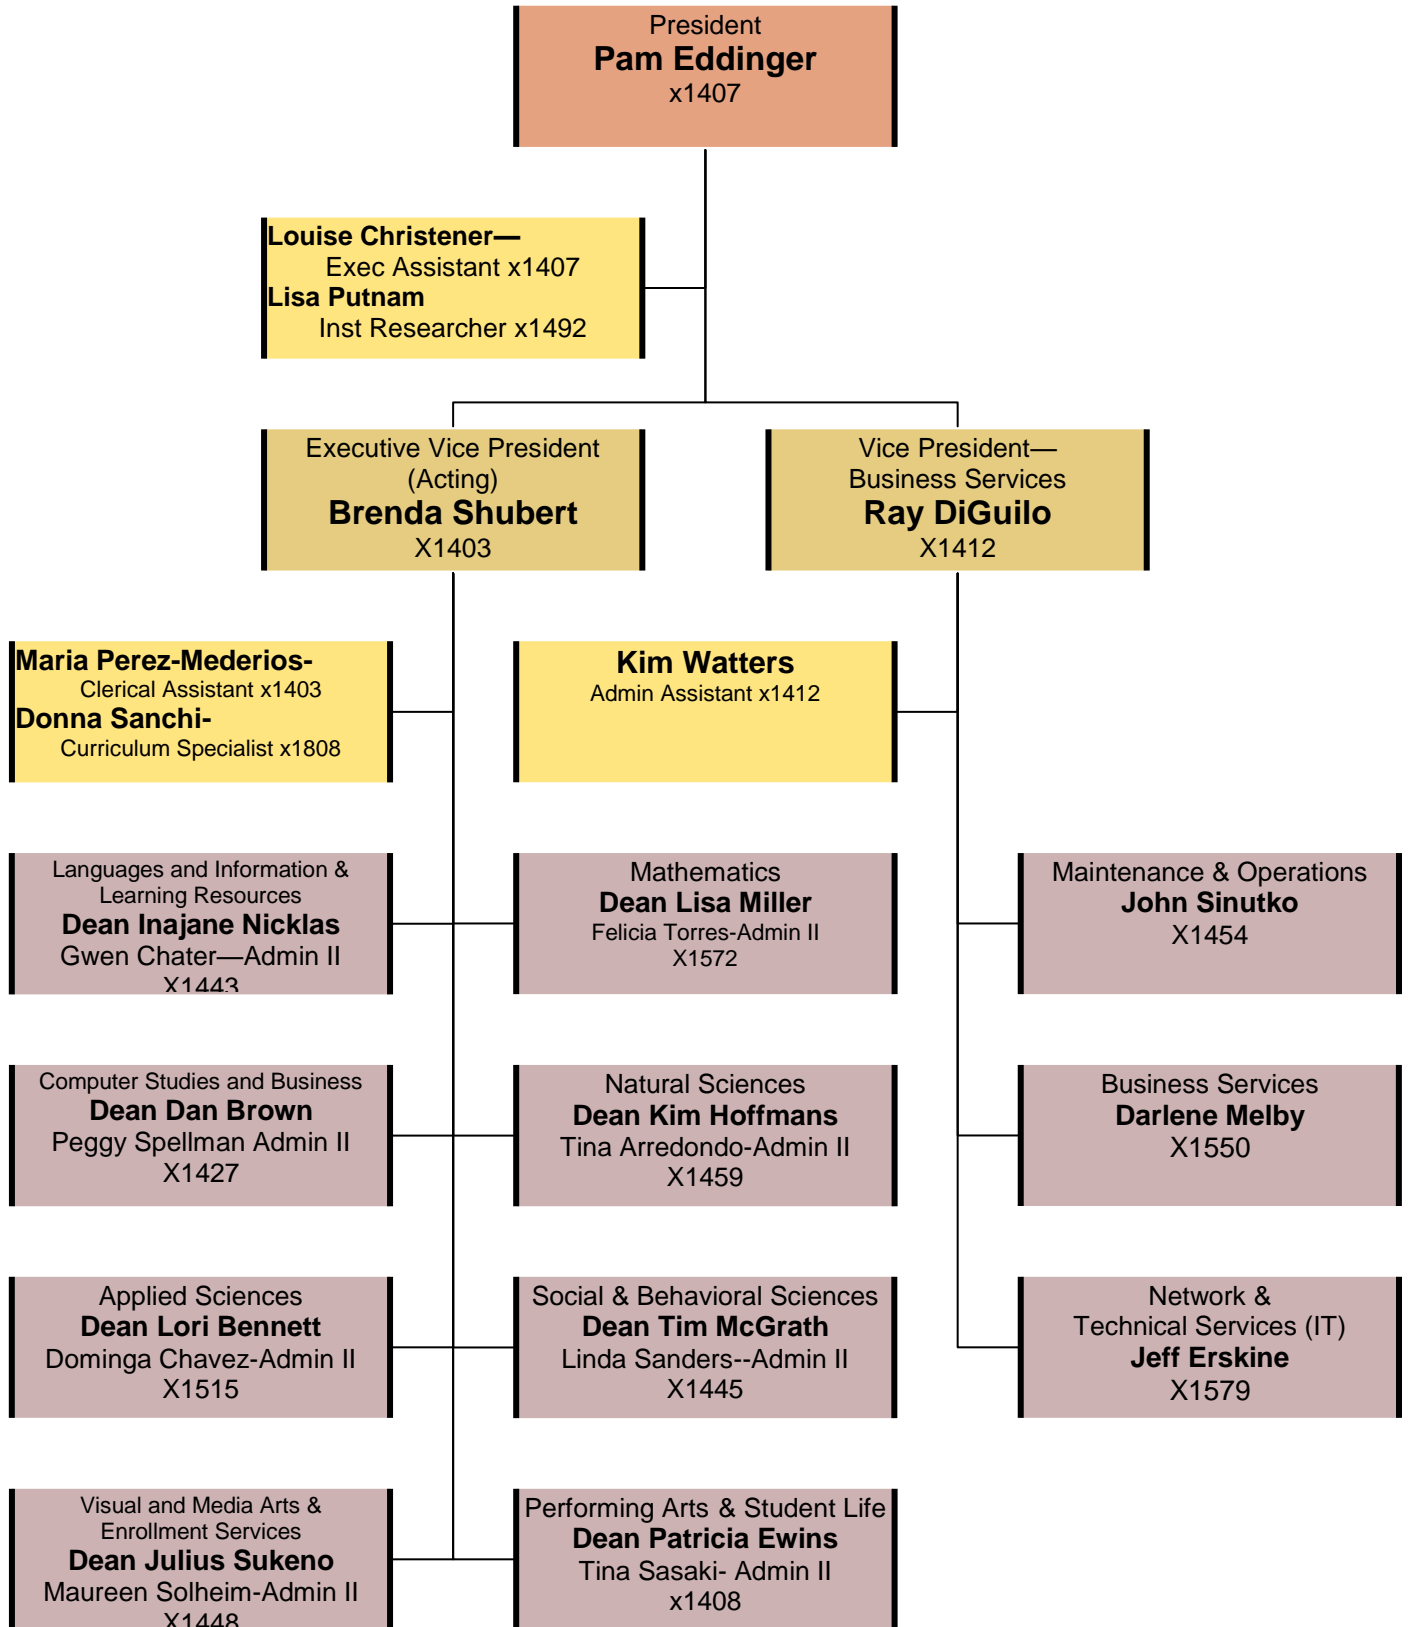 President
Pam Eddinger
x1407
Louise Christener—
Exec Assistant x1407
Lisa Putnam
Inst Researcher x1492
Executive Vice President
(Acting)
Brenda Shubert
X1403
Vice President—
Business Services
Ray DiGuilo
X1412
Maria Perez-Mederios-
Clerical Assistant x1403
Donna Sanchi-
Curriculum Specialist x1808
Kim Watters
Admin Assistant x1412
Languages and Information &
Learning Resources
Dean Inajane Nicklas
Gwen Chater—Admin II
X1443
Mathematics
Dean Lisa Miller
Felicia Torres-Admin II
X1572
Maintenance & Operations
John Sinutko
X1454
Computer Studies and Business
Dean Dan Brown
Peggy Spellman Admin II
X1427
Natural Sciences
Dean Kim Hoffmans
Tina Arredondo-Admin II
X1459
Business Services
Darlene Melby
X1550
Applied Sciences
Dean Lori Bennett
Dominga Chavez-Admin II
X1515
Social & Behavioral Sciences
Dean Tim McGrath
Linda Sanders--Admin II
X1445
Network &
Technical Services (IT)
Jeff Erskine
X1579
Visual and Media Arts &
Enrollment Services
Dean Julius Sukeno
Maureen Solheim-Admin II
X1448
Performing Arts & Student Life
Dean Patricia Ewins
Tina Sasaki- Admin II
x1408